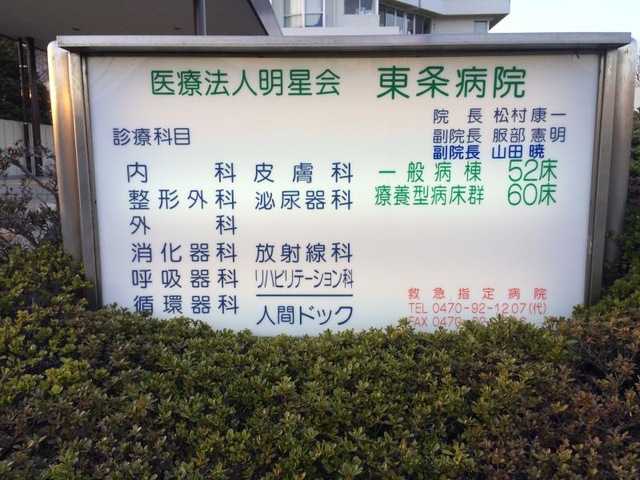 医療法人明星会 東条病院
院長 松村康一
副院長 服部憲明
副院長 山田暁
診療科目
内科 皮膚科
整形外科 泌尿器科
外科
消化器科 放射線科
呼吸器科 リハビリテーション科
循環器科 人間ドック
一般病棟 52床
療養型病床群 60床
救急指定病院
TEL 0470-92-1207(代)
FAX 0470